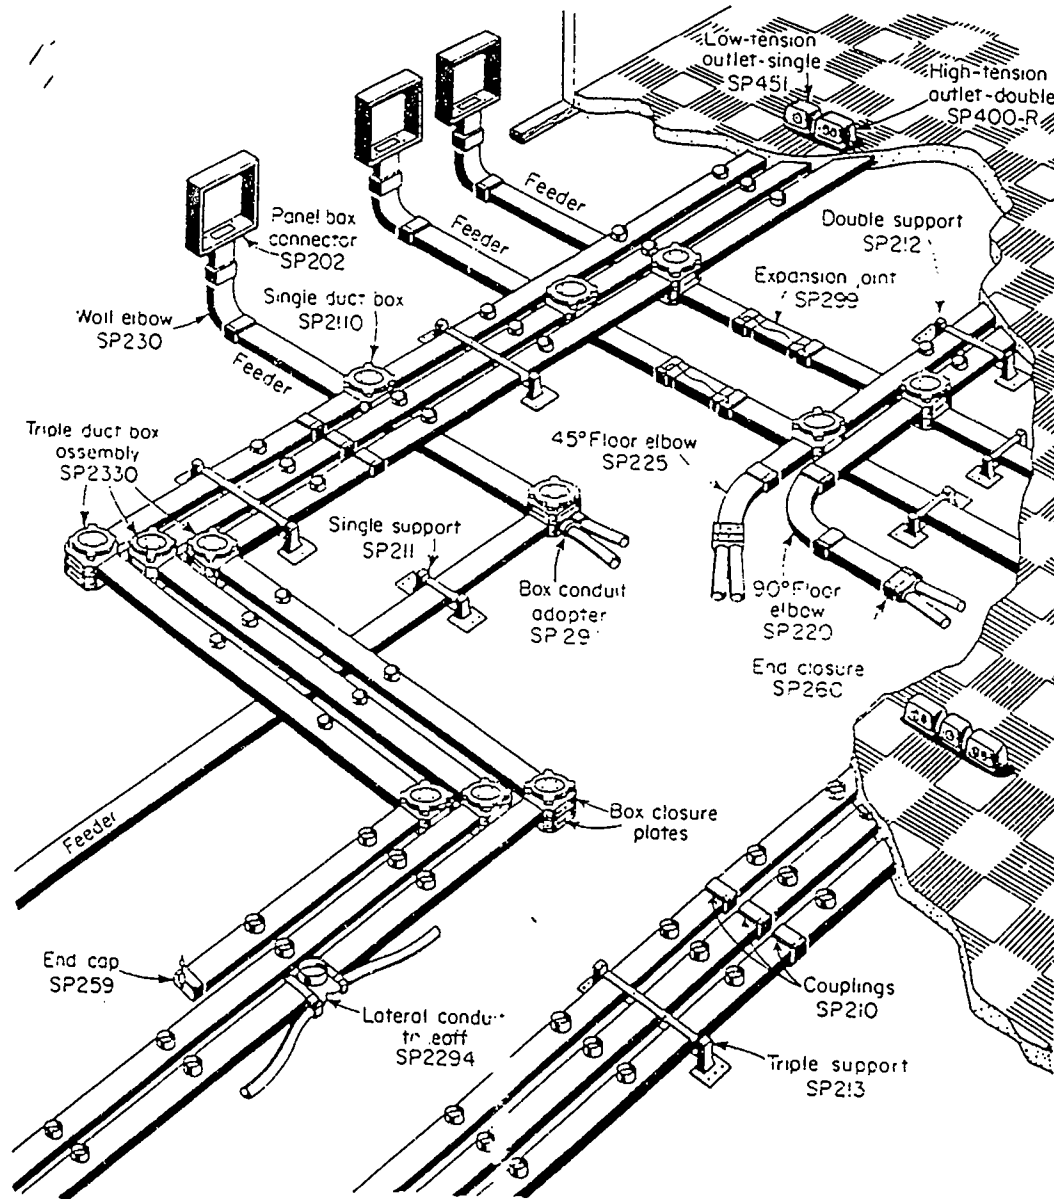 Low-tension
outlet-single
SP451
High-tension
outlet-double
SP400-R
Feeder
Feeder
Double support
SP212
Panel box
connector
SP202
Expansion joint
SP299
Single duct box
SP2110
Wall elbow
SP230
Feeder
Triple duct box
assembly
SP2330
45° Floor elbow
SP225
Single support
SP211
Box conduit
adapter
SP29
90° Floor
elbow
SP220
End closure
SP260
Feeder
Box closure
plates
End cap
SP259
Lateral conduit
SP2294
Couplings
SP210
Triple support
SP213